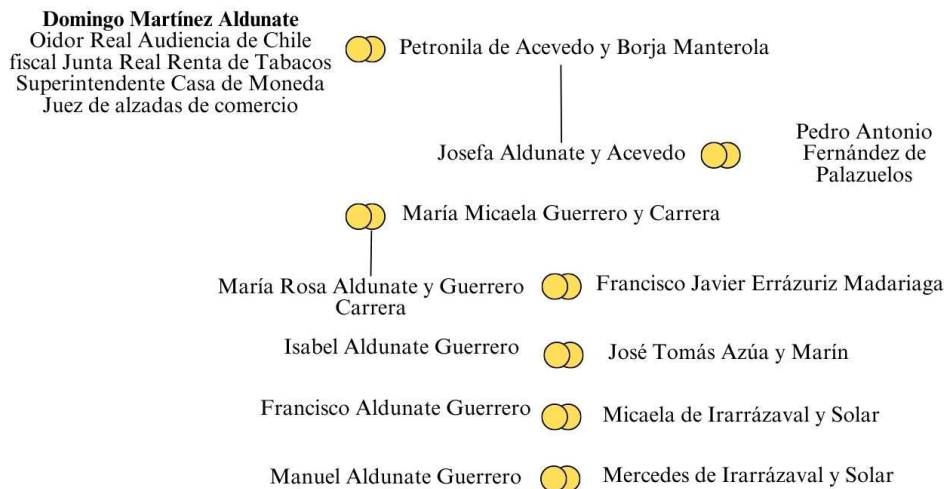 Domingo Martínez Aldunate
Oidor Real Audiencia de Chile
fiscal Junta Real Renta de Tabacos
Superintendente Casa de Moneda
Juez de alzadas de comercio
Petronila de Acevedo y Borja Manterola
Josefa Aldunate y Acevedo
Pedro Antonio
Fernández de
Palazuelos
María Micaela Guerrero y Carrera
María Rosa Aldunate y Guerrero
Carrera
Francisco Javier Errázuriz Madariaga
Isabel Aldunate Guerrero
José Tomás Azúa y Marín
Francisco Aldunate Guerrero
Micaela de Irarrázaval y Solar
Manuel Aldunate Guerrero
Mercedes de Irarrázaval y Solar